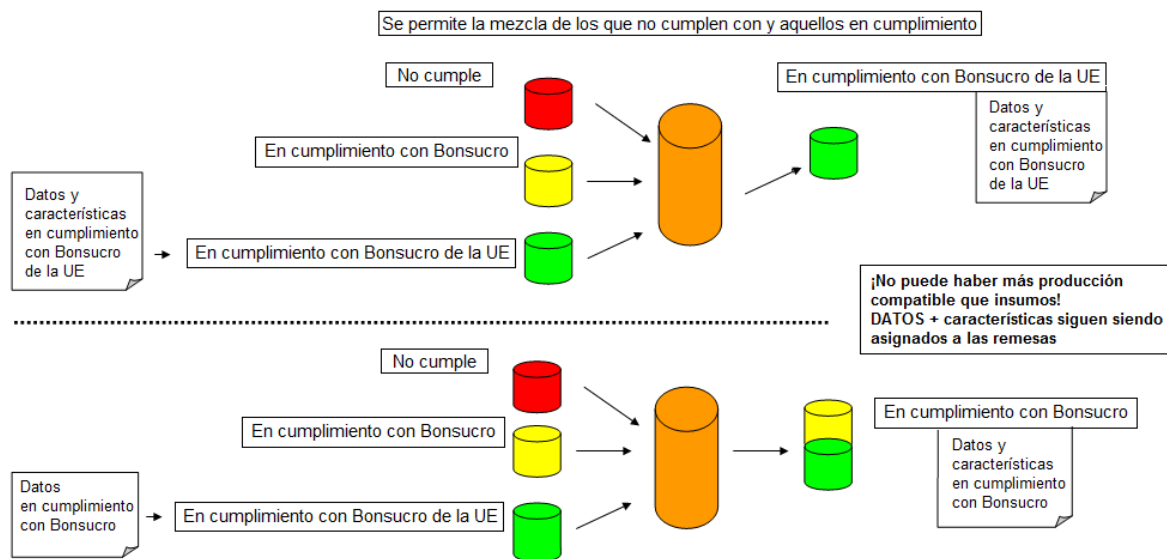 Se permite la mezcla de los que no cumplen con y aquellos en cumplimiento
No cumple
En cumplimiento con Bonsucro
Datos y
características
en cumplimiento
con Bonsucro
de la UE
En cumplimiento con Bonsucro de la UE
En cumplimiento con Bonsucro de la UE
Datos y
características
en cumplimiento
con Bonsucro
de la UE
¡No puede haber más producción
compatible que insumos!
DATOS + características siguen siendo
asignados a las remesas
No cumple
En cumplimiento con Bonsucro
Datos
en cumplimiento
con Bonsucro
En cumplimiento con Bonsucro de la UE
En cumplimiento con Bonsucro
Datos y
características
en cumplimiento
con Bonsucro